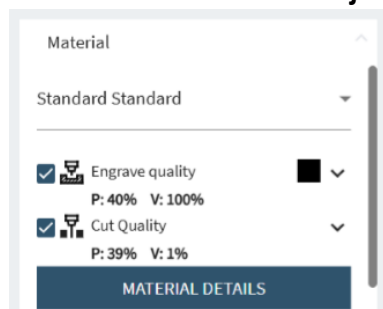 Material
Standard Standard
Engrave quality
P: 40% V: 100%
Cut Quality
P: 39% V: 1%
MATERIAL DETAILS